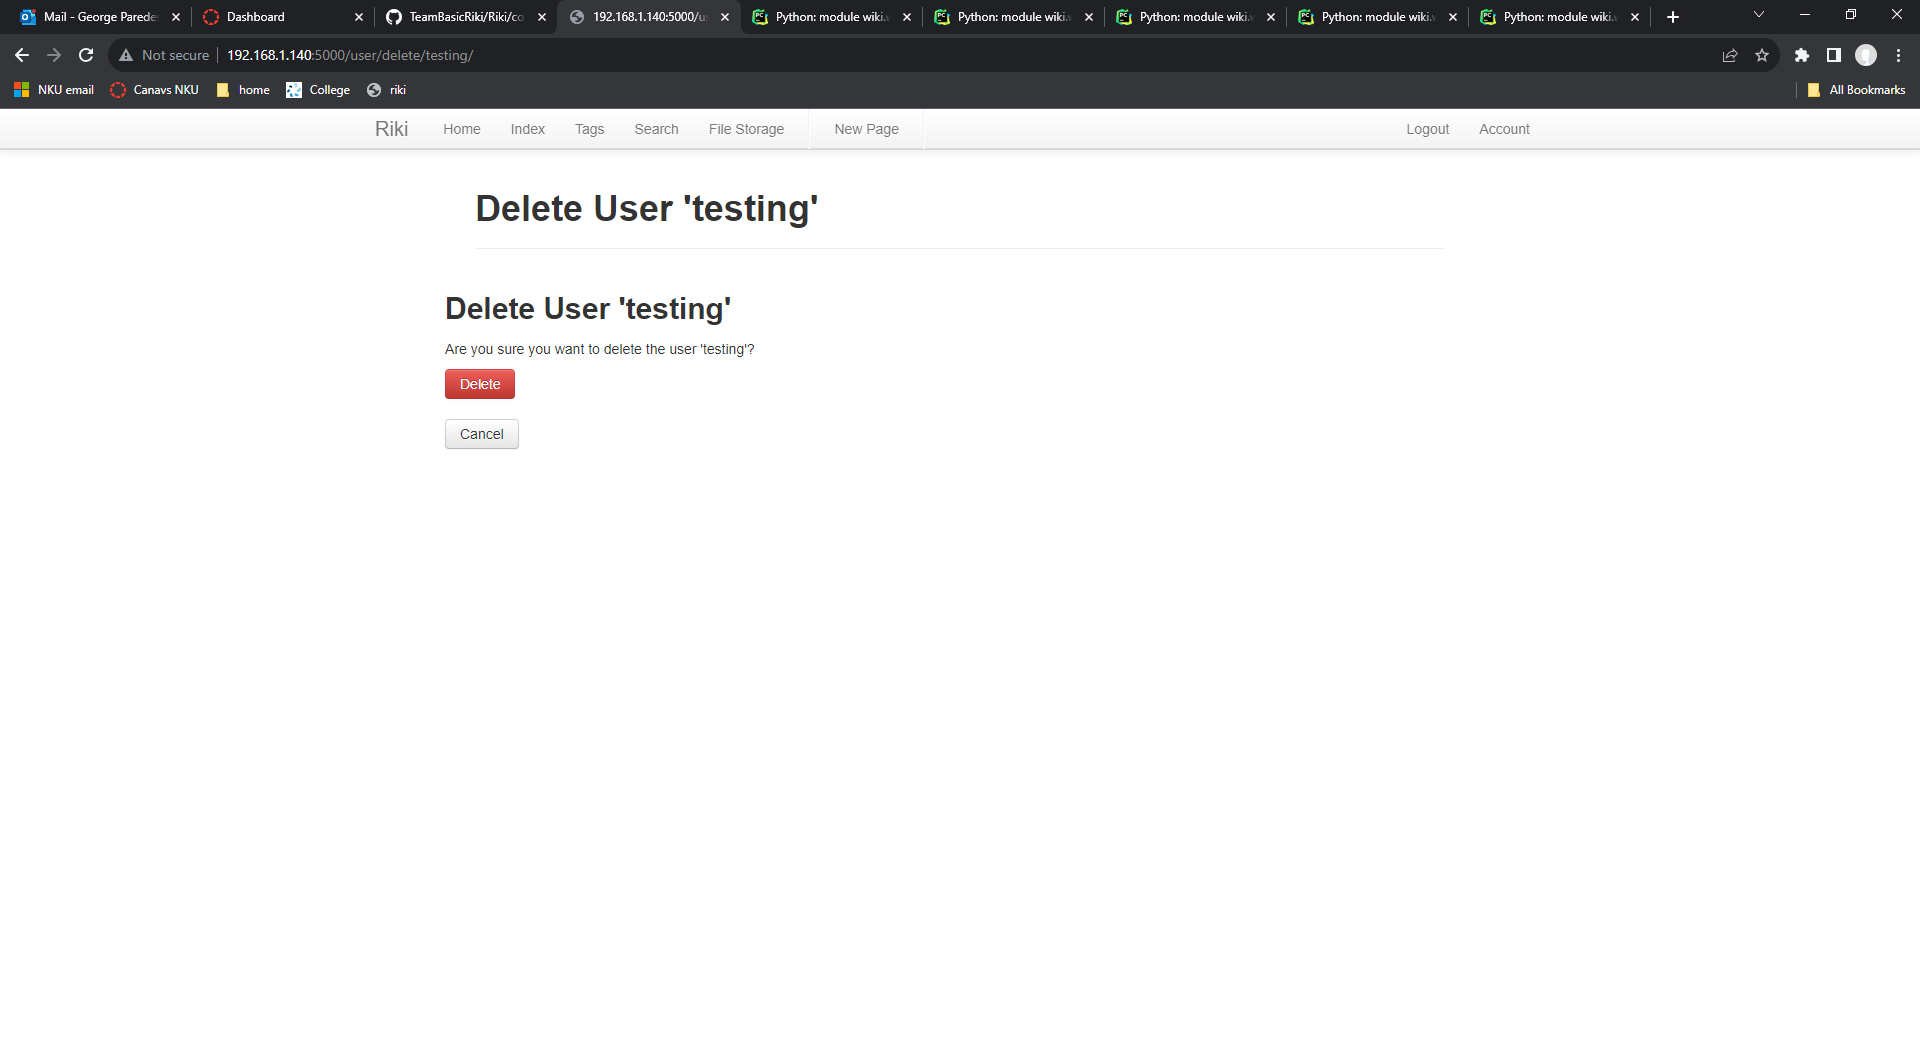 Mail - George Paredes
Dashboard
TeamBasicRiki/Riki/co
192.168.1.140:5000/us
Python: module wiki.w
Python: module wiki.w
Python: module wiki.w
Python: module wiki.w
Python: module wiki.w
Not secure
192.168.1.140:5000/user/delete/testing/
NKU email
Canavs NKU
home
College
riki
All Bookmarks
Riki
Home
Index
Tags
Search
File Storage
New Page
Logout
Account
Delete User 'testing'
Delete User 'testing'
Are you sure you want to delete the user 'testing'?
Delete
Cancel